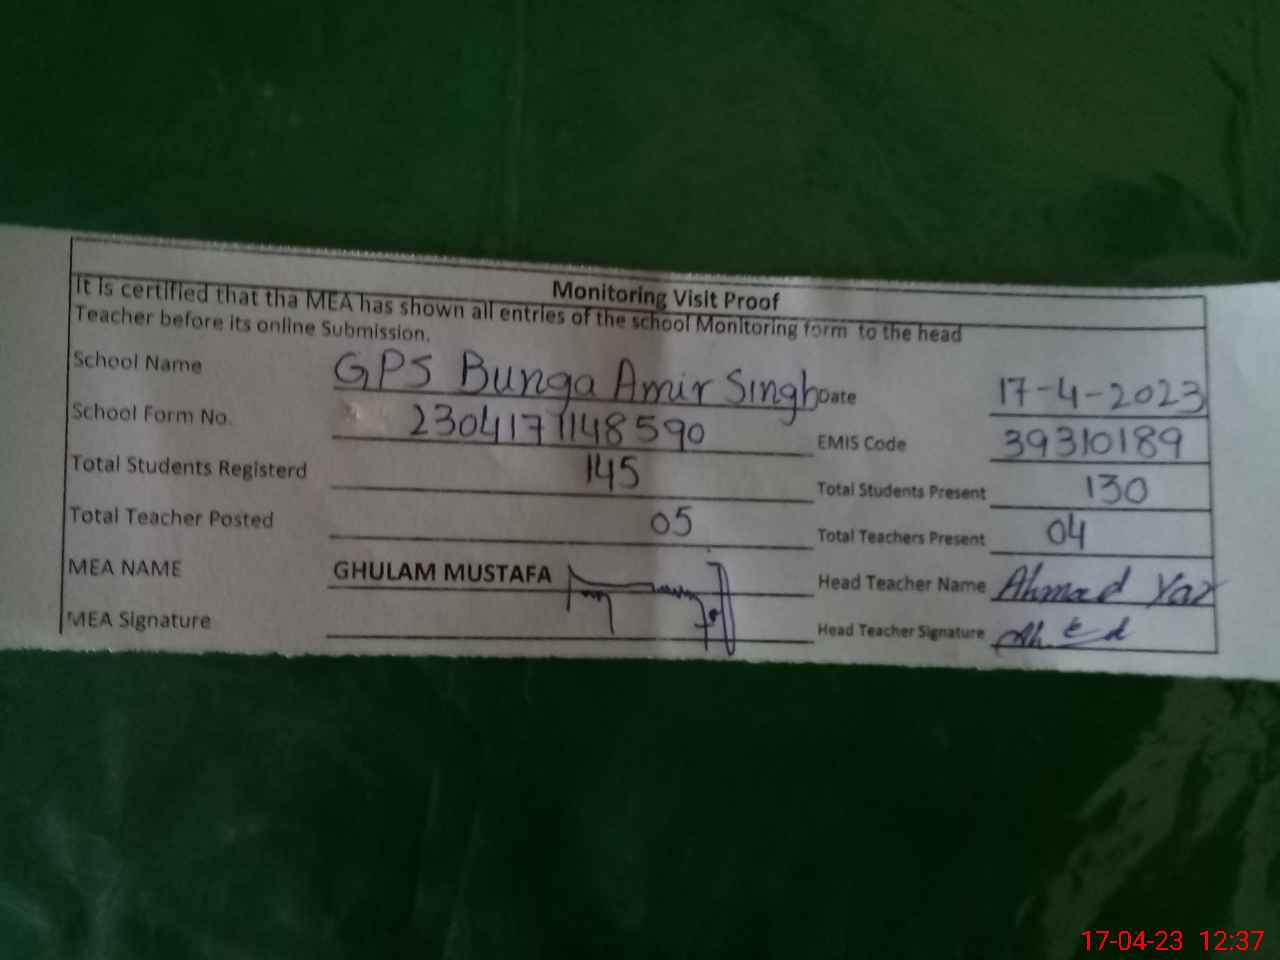 Monitoring Visit Proof
It Is certified that tha MEA has shown all entries of the school Monitoring form to the head
Teacher before its online Submission.
School Name GPS Bunga Amir Singh Date 17-4-2023
School Form No. 2304171148590 EMIS Code 39310189
Total Students Registerd 145 Total Students Present 130
Total Teacher Posted 05 Total Teachers Present 04
MEA NAME GHULAM MUSTAFA Head Teacher Name Ahmad Yar
MEA Signature Head Teacher Signature
17-04-23 12:37